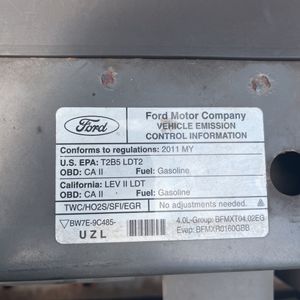 Ford
Ford Motor Company
VEHICLE EMISSION
CONTROL INFORMATION
Conforms to regulations: 2011 MY
U.S. EPA: T2B5 LDT2
OBD: CA II Fuel: Gasoline
California: LEV II LDT
OBD: CA II Fuel: Gasoline
TWC/HO2S/SFI/EGR No adjustments needed.
BW7E-9C485- 4.0L-Group: BFMXT04.02EG
UZL Evap: BFMXR0160GBB